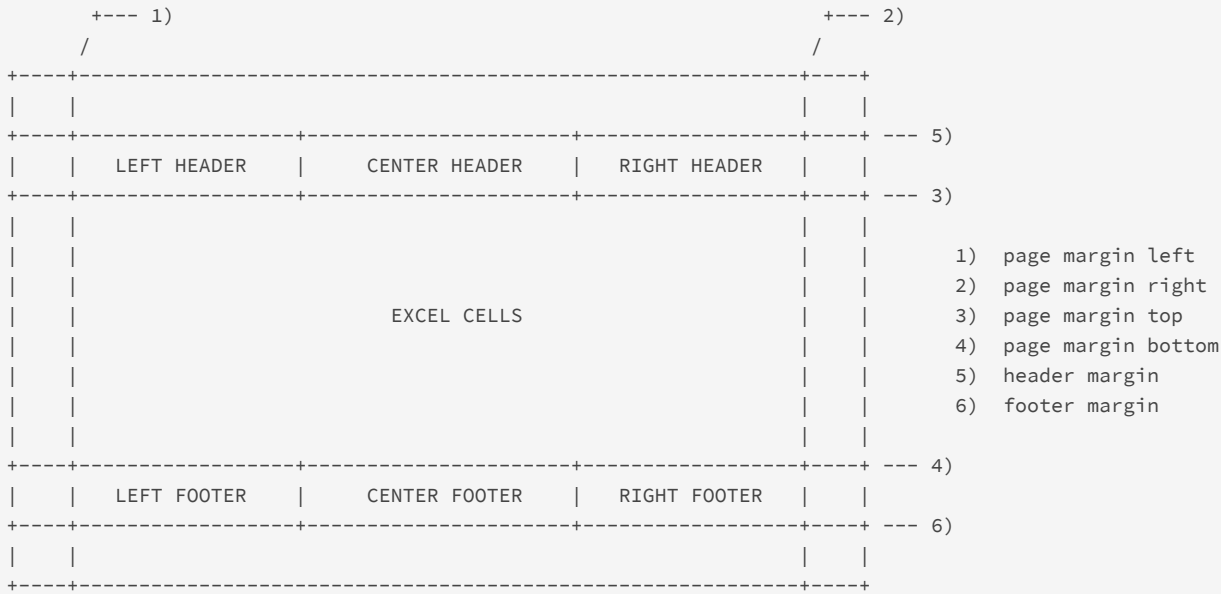 +--- 1)                                                                +--- 2)
LEFT HEADER | CENTER HEADER | RIGHT HEADER
--- 5)
--- 3)
EXCEL CELLS
1) page margin left
2) page margin right
3) page margin top
4) page margin bottom
5) header margin
6) footer margin
--- 4)
LEFT FOOTER | CENTER FOOTER | RIGHT FOOTER
--- 6)